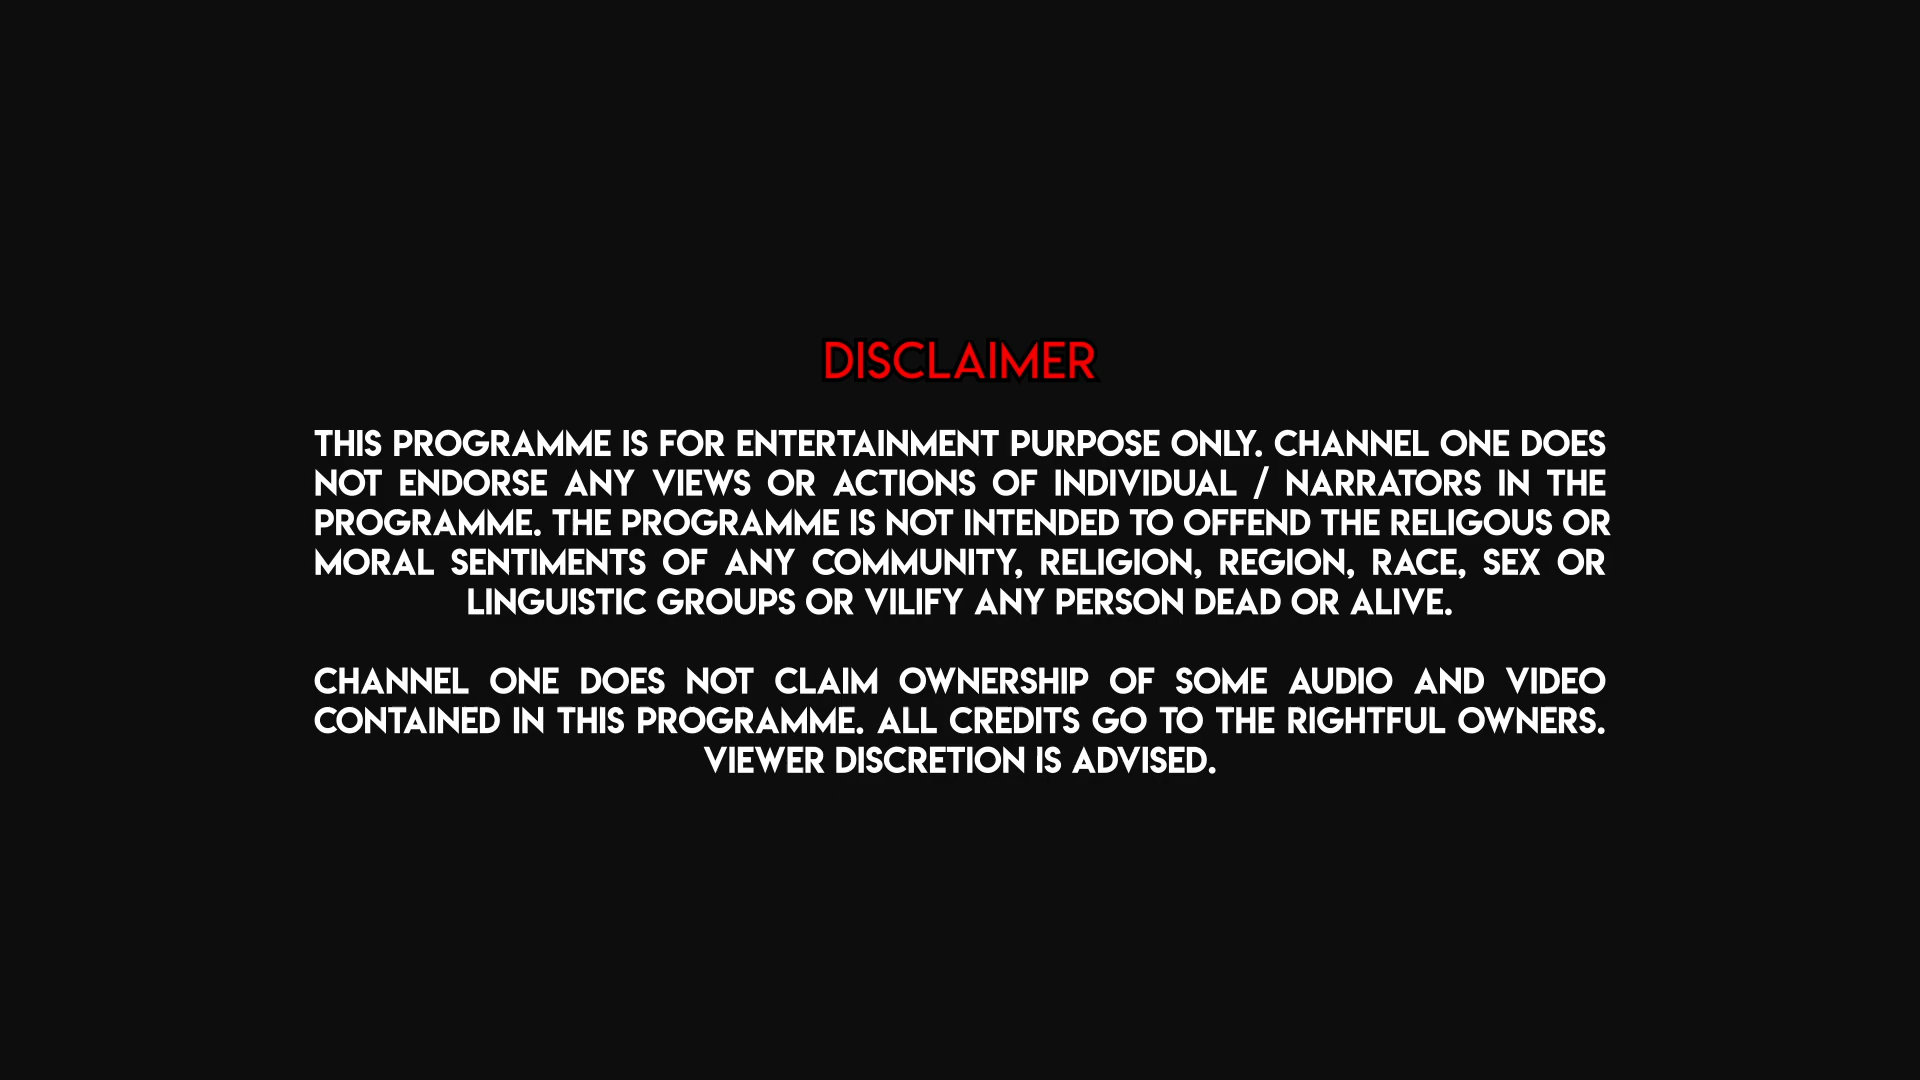 DISCLAIMER
THIS PROGRAMME IS FOR ENTERTAINMENT PURPOSE ONLY. CHANNEL ONE DOES
NOT ENDORSE ANY VIEWS OR ACTIONS OF INDIVIDUAL / NARRATORS IN THE
PROGRAMME. THE PROGRAMME IS NOT INTENDED TO OFFEND THE RELIGOUS OR
MORAL SENTIMENTS OF ANY COMMUNITY, RELIGION, REGION, RACE, SEX OR
LINGUISTIC GROUPS OR VILIFY ANY PERSON DEAD OR ALIVE.
CHANNEL ONE DOES NOT CLAIM OWNERSHIP OF SOME AUDIO AND VIDEO
CONTAINED IN THIS PROGRAMME. ALL CREDITS GO TO THE RIGHTFUL OWNERS.
VIEWER DISCRETION IS ADVISED.